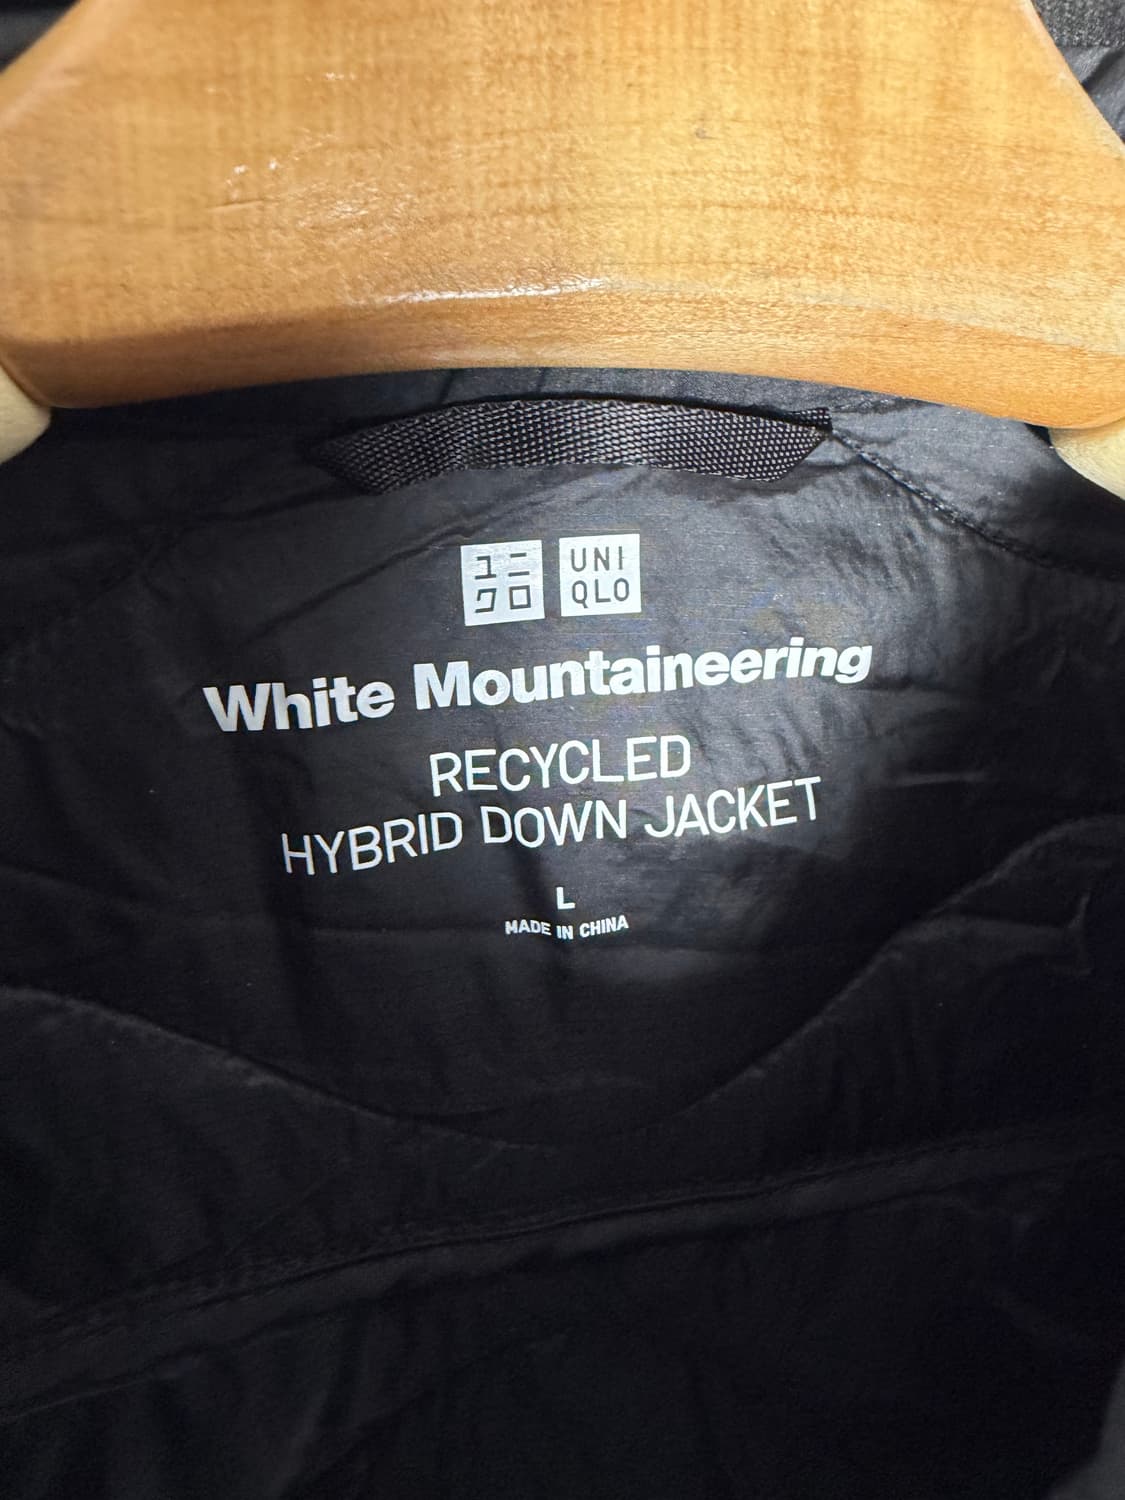 ユニ UNI
クロ QLO
White Mountaineering
RECYCLED
HYBRID DOWN JACKET
L
MADE IN CHINA